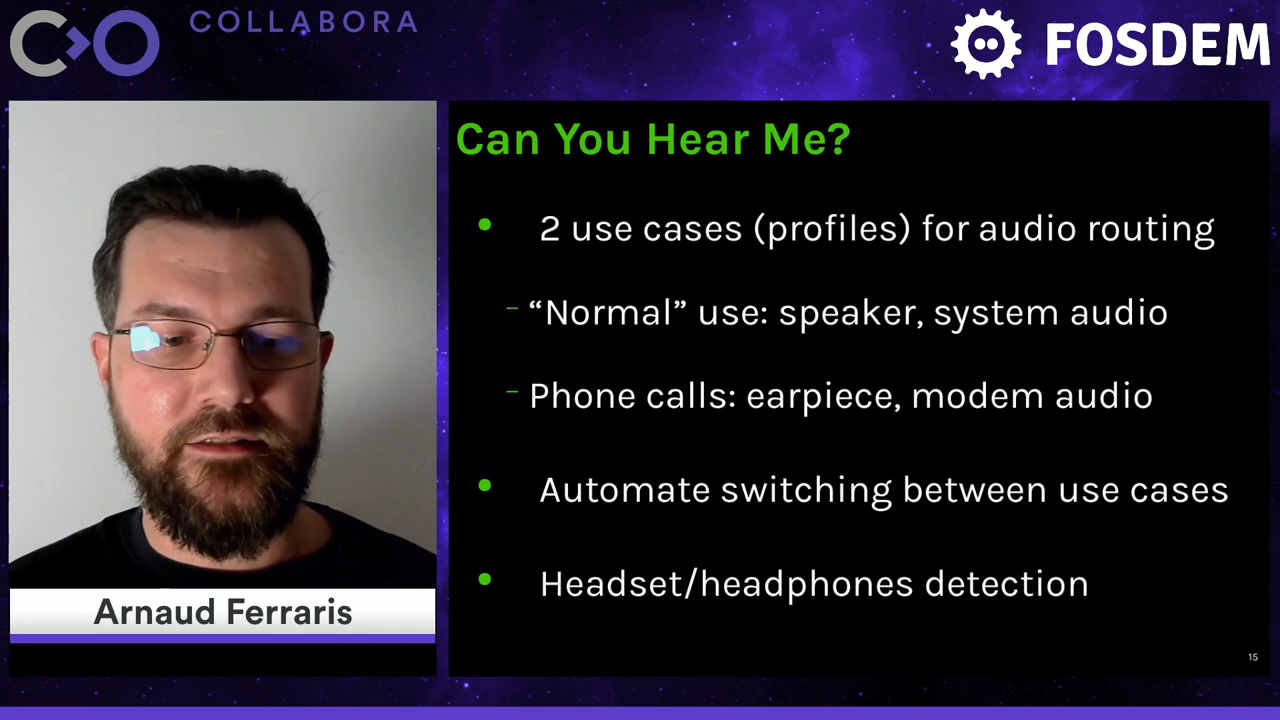 COLLABORA
FOSDEM
Can You Hear Me?
• 2 use cases (profiles) for audio routing
– “Normal” use: speaker, system audio
– Phone calls: earpiece, modem audio
• Automate switching between use cases
• Headset/headphones detection
Arnaud Ferraris
15